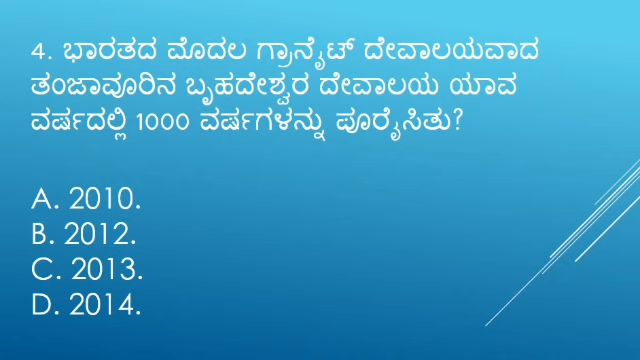 4. ಭಾರತದ ಮೊದಲ ಗ್ರಾನೈಟ್ ದೇವಾಲಯವಾದ
ತಂಜಾವೂರಿನ ಬೃಹದೇಶ್ವರ ದೇವಾಲಯ ಯಾವ
ವರ್ಷದಲ್ಲಿ 1000 ವರ್ಷಗಳನ್ನು ಪೂರೈಸಿತು?
A. 2010.
B. 2012.
C. 2013.
D. 2014.